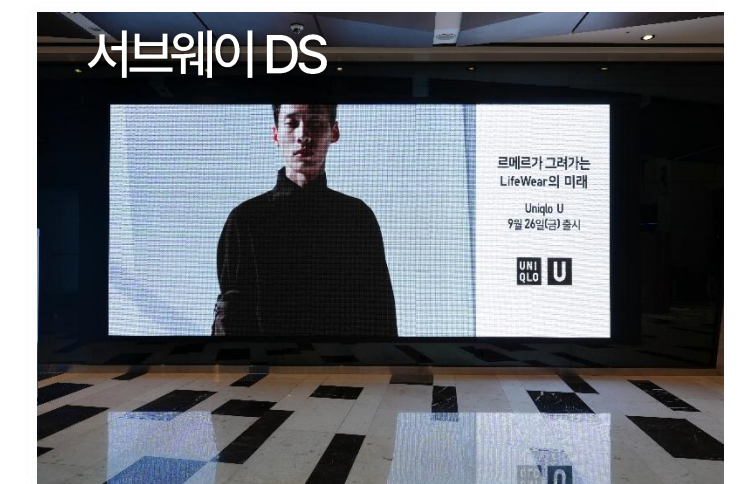 서브웨이 DS
르메르가 그려가는
LifeWear의 미래
Uniqlo U
9월 26일(금) 출시
UNI
QLO
U